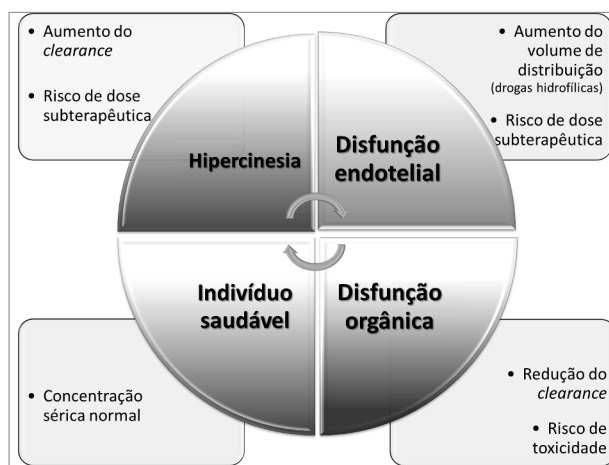 • Aumento do
clearance
• Risco de dose
subterapêutica
• Aumento do
volume de
distribuição
(drogas hidrofílicas)
• Risco de dose
subterapêutica
Hipercinesia
Disfunção
endotelial
Indivíduo
saudável
Disfunção
orgânica
• Concentração
sérica normal
• Redução do
clearance
• Risco de
toxicidade